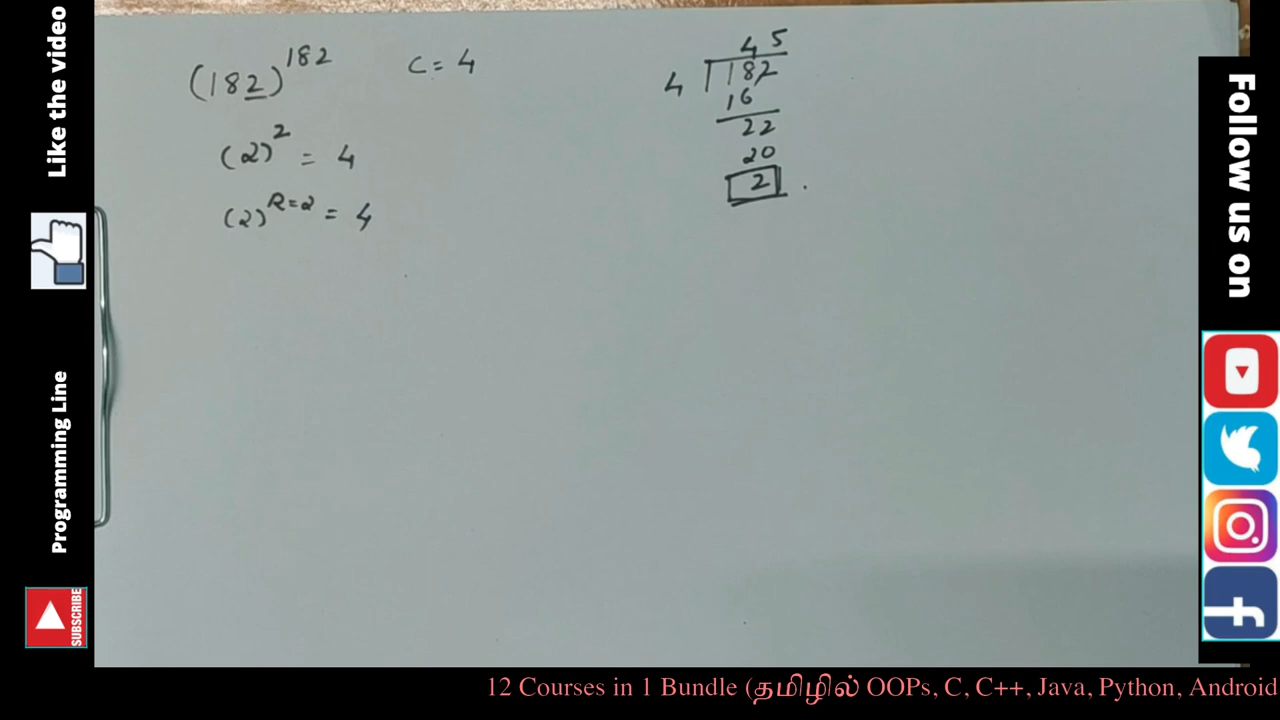 Like the video
Programming Line
SUBSCRIBE
(182)^182 C = 4
(2)^2 = 4
(2)^R=2 = 4
45
4 182
16
22
20
2 .
Follow us on
12 Courses in 1 Bundle (தமிழில் OOPs, C, C++, Java, Python, Android